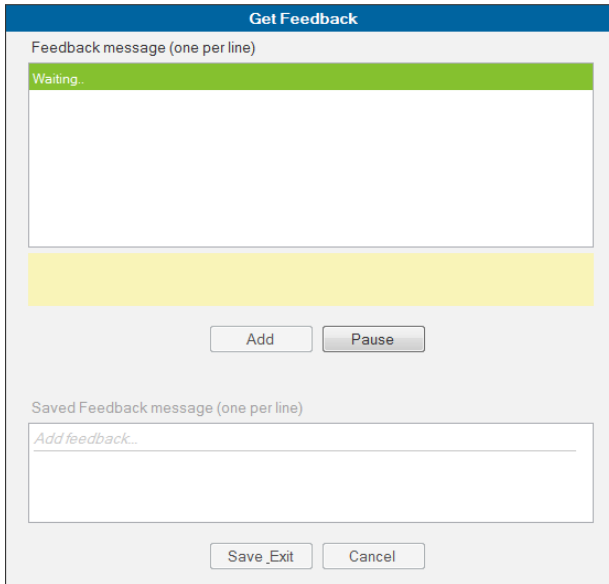 Get Feedback
Feedback message (one per line)
Waiting..
Add Pause
Saved Feedback message (one per line)
Add feedback...
Save_Exit Cancel